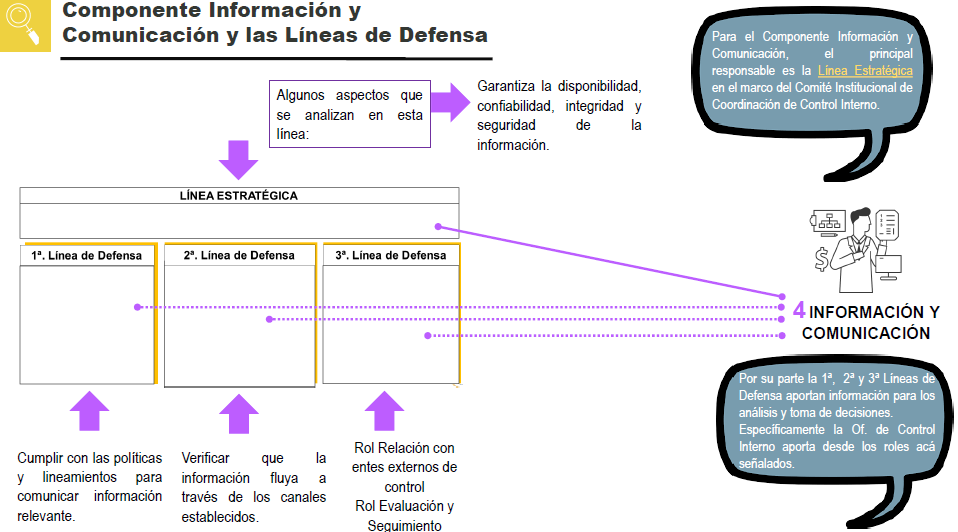 Componente Información y
Comunicación y las Líneas de Defensa
Para el Componente Información y
Comunicación, el principal
responsable es la Línea Estratégica
en el marco del Comité Institucional de
Coordinación de Control Interno.
Algunos aspectos que
se analizan en esta
línea:
Garantiza la disponibilidad,
confiabilidad, integridad y
seguridad de la
información.
LÍNEA ESTRATÉGICA
1ª. Línea de Defensa
2ª. Línea de Defensa
3ª. Línea de Defensa
4 INFORMACIÓN Y
COMUNICACIÓN
Por su parte la 1ª, 2ª y 3ª Líneas de
Defensa aportan información para los
análisis y toma de decisiones.
Específicamente la Of. de Control
Interno aporta desde los roles acá
señalados.
Cumplir con las políticas
y lineamientos para
comunicar información
relevante.
Verificar que la
información fluya a
través de los canales
establecidos.
Rol Relación con
entes externos de
control
Rol Evaluación y
Seguimiento